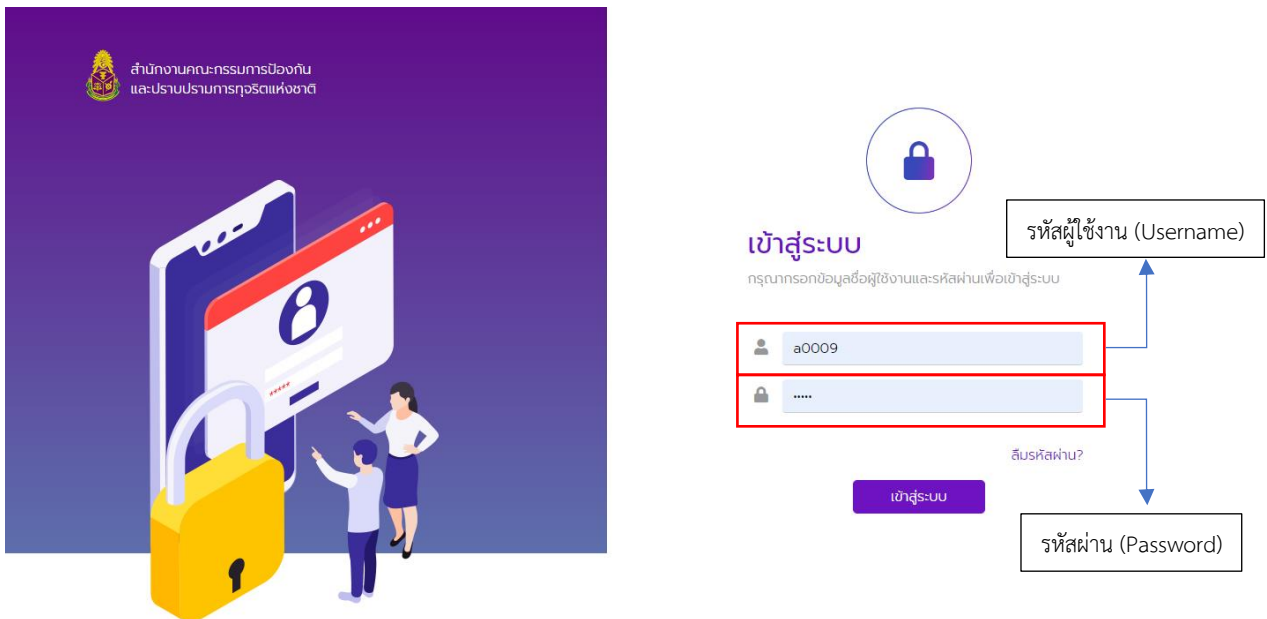 สำนักงานคณะกรรมการป้องกัน
และปราบปรามการทุจริตแห่งชาติ
เข้าสู่ระบบ
กรุณากรอกข้อมูลชื่อผู้ใช้งานและรหัสผ่านเพื่อเข้าสู่ระบบ
รหัสผู้ใช้งาน (Username)
a0009
•••••
ลืมรหัสผ่าน?
เข้าสู่ระบบ
รหัสผ่าน (Password)
*****